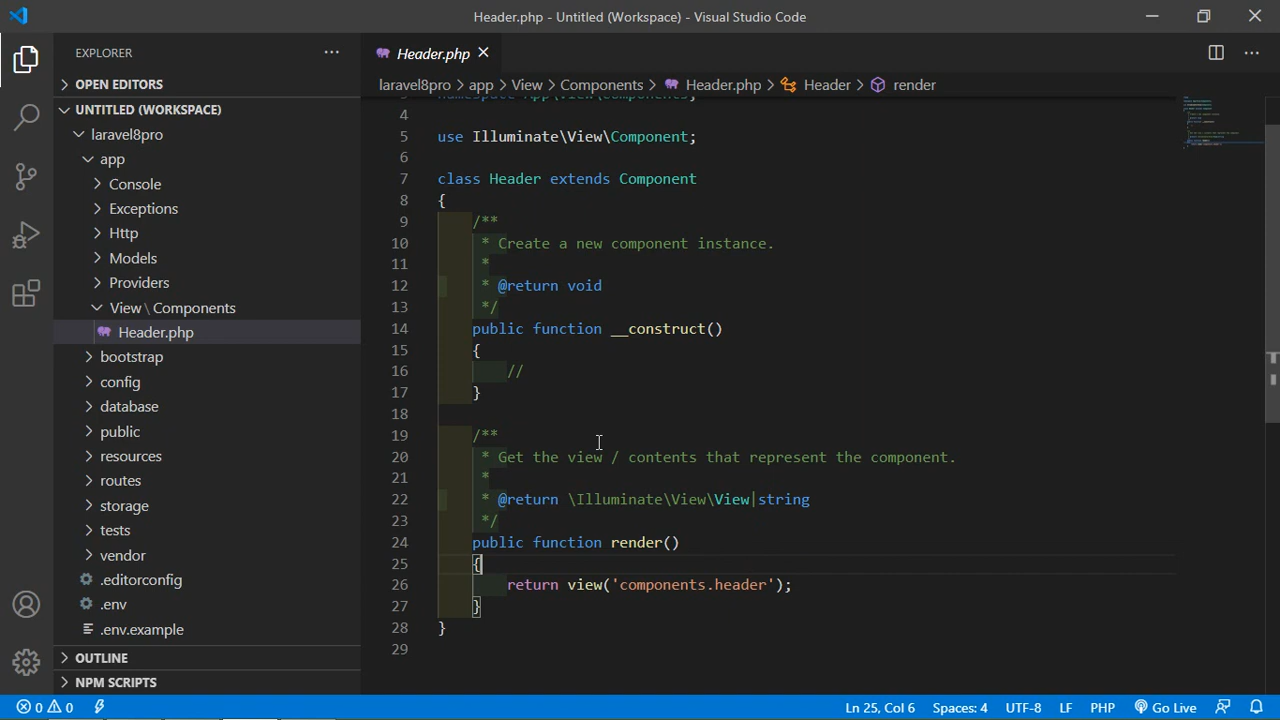 Header.php - Untitled (Workspace) - Visual Studio Code
EXPLORER
OPEN EDITORS
UNTITLED (WORKSPACE)
laravel8pro
app
Console
Exceptions
Http
Models
Providers
View \ Components
Header.php
bootstrap
config
database
public
resources
routes
storage
tests
vendor
.editorconfig
.env
.env.example
OUTLINE
NPM SCRIPTS
Header.php
laravel8pro > app > View > Components > Header.php > Header > render
3 namespace App\View\Components;
4
5 use Illuminate\View\Component;
6
7 class Header extends Component
8 {
9 /**
10 * Create a new component instance.
11 *
12 * @return void
13 */
14 public function __construct()
15 {
16 //
17 }
18
19 /**
20 * Get the view / contents that represent the component.
21 *
22 * @return \Illuminate\View\View|string
23 */
24 public function render()
25 {
26 return view('components.header');
27 }
28 }
29
0 0 Ln 25, Col 6 Spaces: 4 UTF-8 LF PHP Go Live